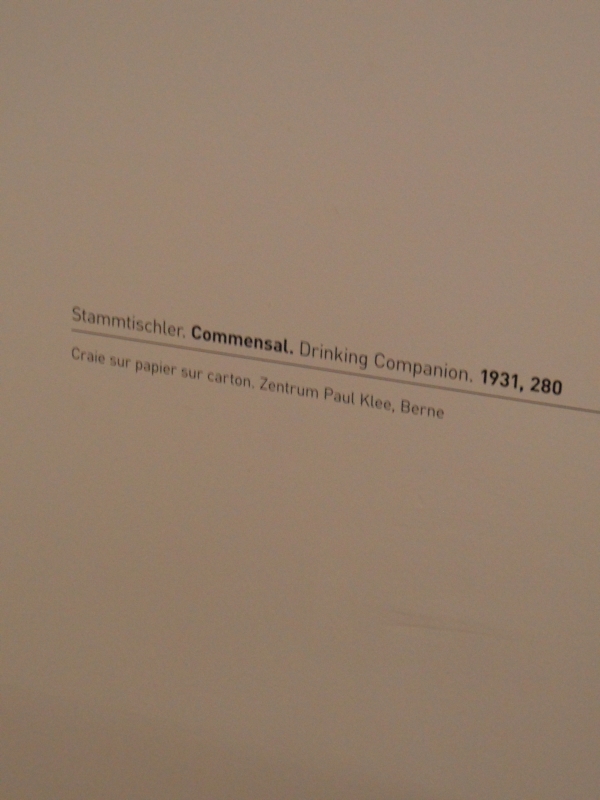 Stammtischler. Commensal. Drinking Companion. 1931, 280
Craie sur papier sur carton. Zentrum Paul Klee, Berne